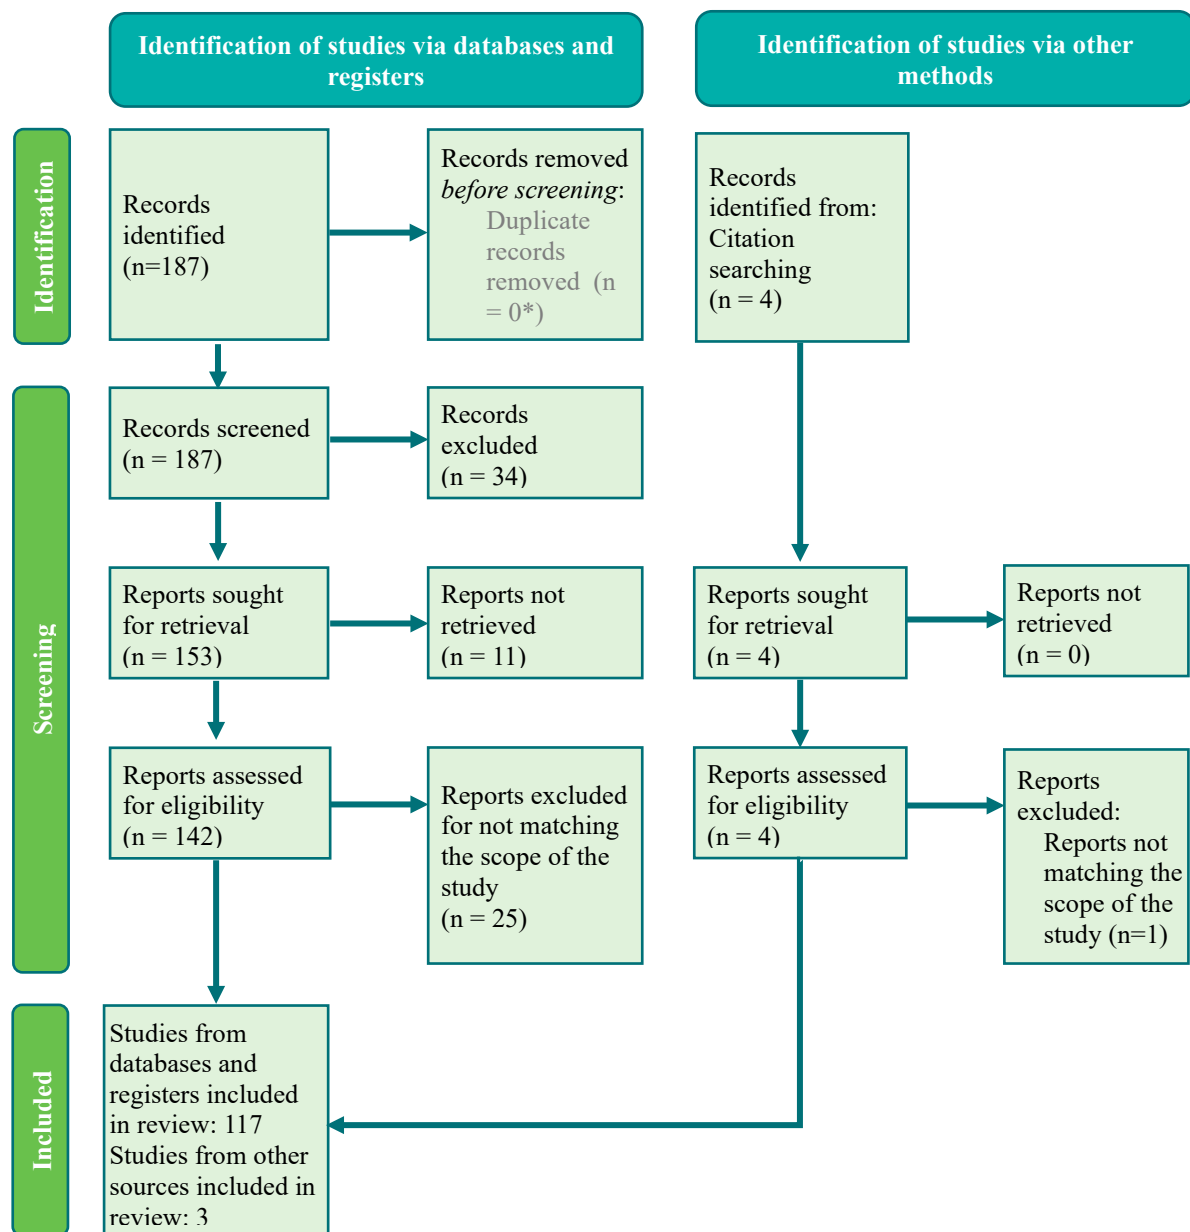 Identification of studies via databases and
registers
Identification of studies via other
methods
Identification
Records
identified
(n=187)
Records removed
before screening:
Duplicate
records
removed (n
= 0*)
Records
identified from:
Citation
searching
(n = 4)
Screening
Records screened
(n = 187)
Records
excluded
(n = 34)
Reports sought
for retrieval
(n = 153)
Reports not
retrieved
(n = 11)
Reports sought
for retrieval
(n = 4)
Reports not
retrieved
(n = 0)
Reports assessed
for eligibility
(n = 142)
Reports excluded
for not matching
the scope of the
study
(n = 25)
Reports assessed
for eligibility
(n = 4)
Reports
excluded:
Reports not
matching the
scope of the
study (n=1)
Included
Studies from
databases and
registers included
in review: 117
Studies from other
sources included in
review: 3